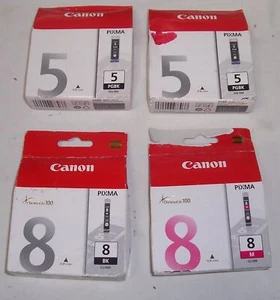 Canon
PIXMA
5
5
PGBK
Canon
PIXMA
5
5
PGBK
Canon
PIXMA
ChromaLife100
8
8
BK
Canon
PIXMA
ChromaLife100
8
8
M